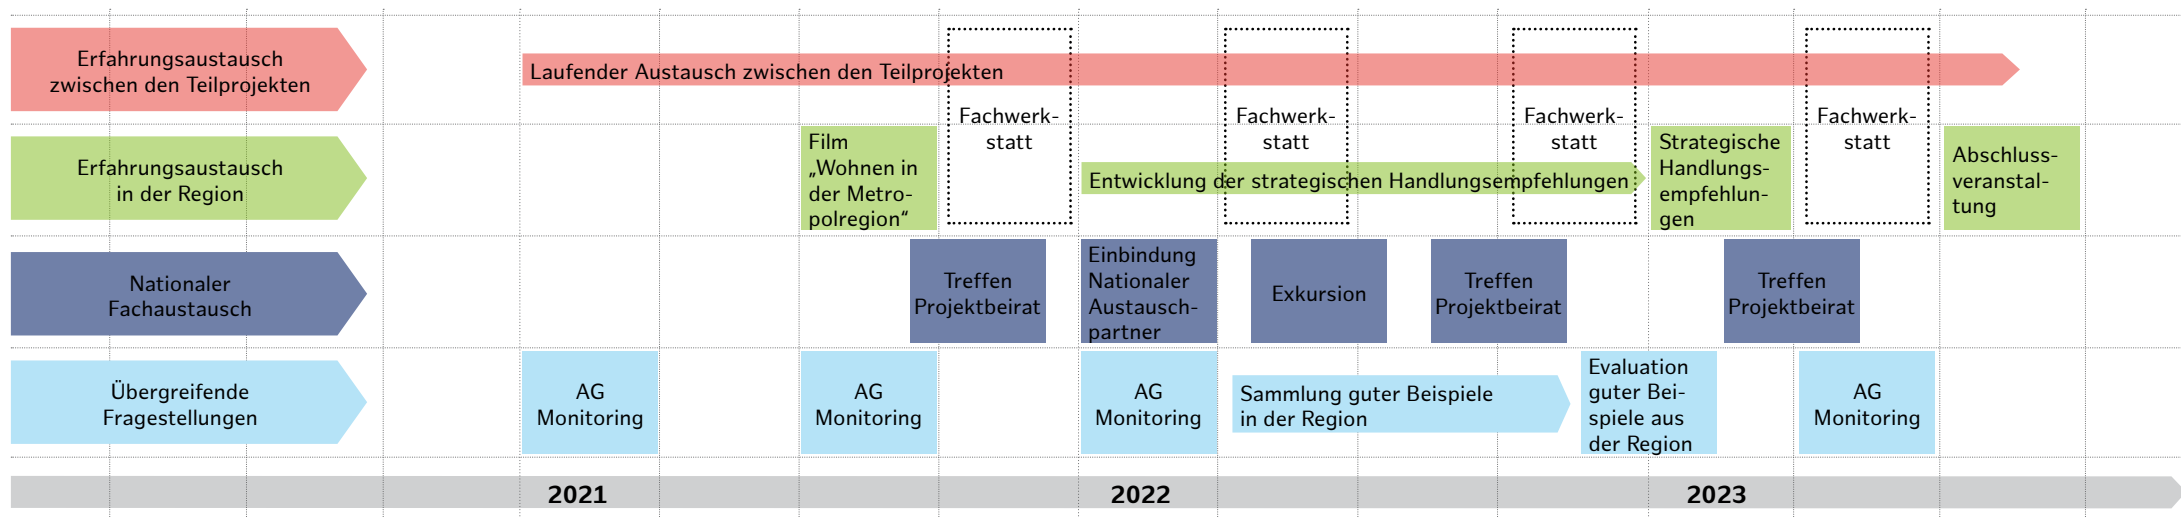 Erfahrungsaustausch
zwischen den Teilprojekten
Laufender Austausch zwischen den Teilprojekten
Fachwerk-
statt
Fachwerk-
statt
Fachwerk-
statt
Fachwerk-
statt
Erfahrungsaustausch
in der Region
Film
„Wohnen in
der Metro-
polregion“
Entwicklung der strategischen Handlungsempfehlungen
Strategische
Handlungs-
empfehlun-
gen
Abschluss-
veranstal-
tung
Nationaler
Fachaustausch
Treffen
Projektbeirat
Einbindung
Nationaler
Austausch-
partner
Exkursion
Treffen
Projektbeirat
Treffen
Projektbeirat
Übergreifende
Fragestellungen
AG
Monitoring
AG
Monitoring
AG
Monitoring
Sammlung guter Beispiele
in der Region
Evaluation
guter Bei-
spiele aus
der Region
AG
Monitoring
2021
2022
2023